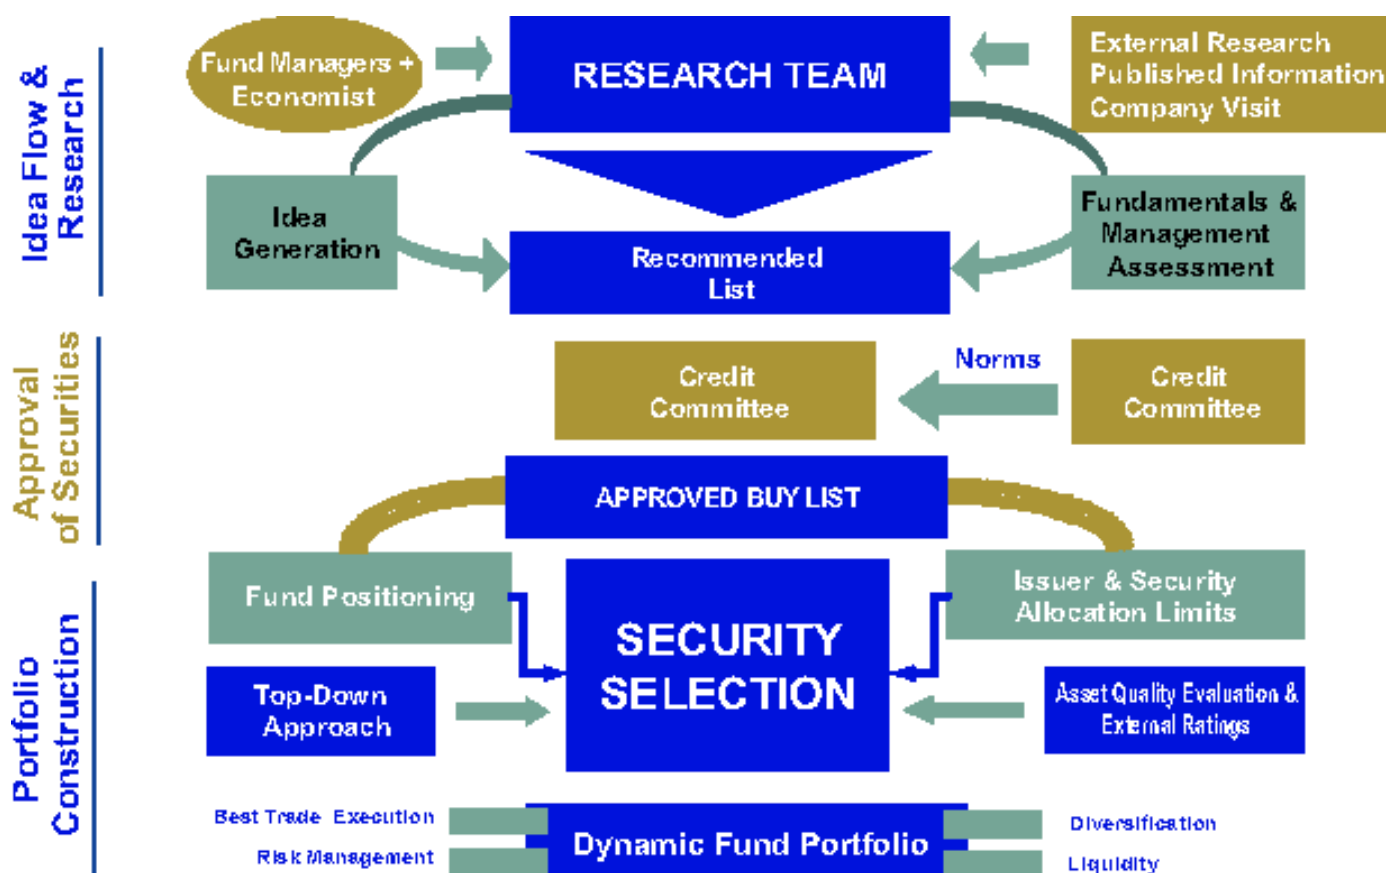 Idea Flow &
Research
Fund Managers +
Economist
RESEARCH TEAM
External Research
Published Information
Company Visit
Idea
Generation
Recommended
List
Fundamentals &
Management
Assessment
Approval
of Securities
Credit
Committee
Norms
Credit
Committee
APPROVED BUY LIST
Portfolio
Construction
Fund Positioning
SECURITY
SELECTION
Issuer & Security
Allocation Limits
Top-Down
Approach
Asset Quality Evaluation &
External Ratings
Best Trade Execution
Risk Management
Dynamic Fund Portfolio
Diversification
Liquidity